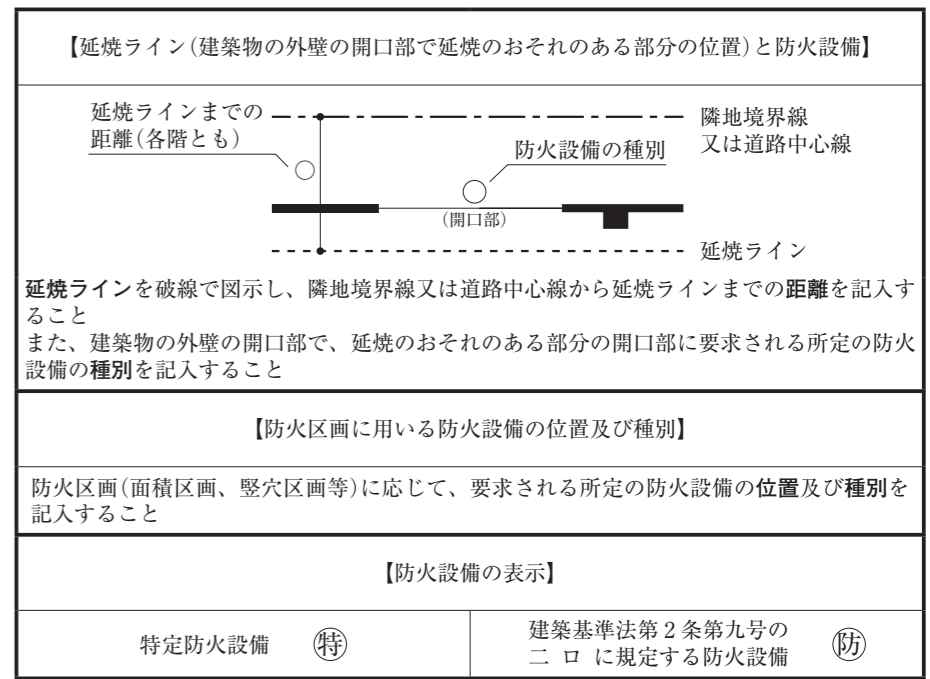 【延焼ライン(建築物の外壁の開口部で延焼のおそれのある部分の位置)と防火設備】
延焼ラインまでの
距離(各階とも)
防火設備の種別
隣地境界線
又は道路中心線
(開口部)
延焼ライン
延焼ラインを破線で図示し、隣地境界線又は道路中心線から延焼ラインまでの距離を記入す
ること
また、建築物の外壁の開口部で、延焼のおそれのある部分の開口部に要求される所定の防火
設備の種別を記入すること
【防火区画に用いる防火設備の位置及び種別】
防火区画(面積区画、竪穴区画等)に応じて、要求される所定の防火設備の位置及び種別を
記入すること
【防火設備の表示】
特定防火設備 ㊕
建築基準法第2条第九号の
二 ロ に規定する防火設備 防